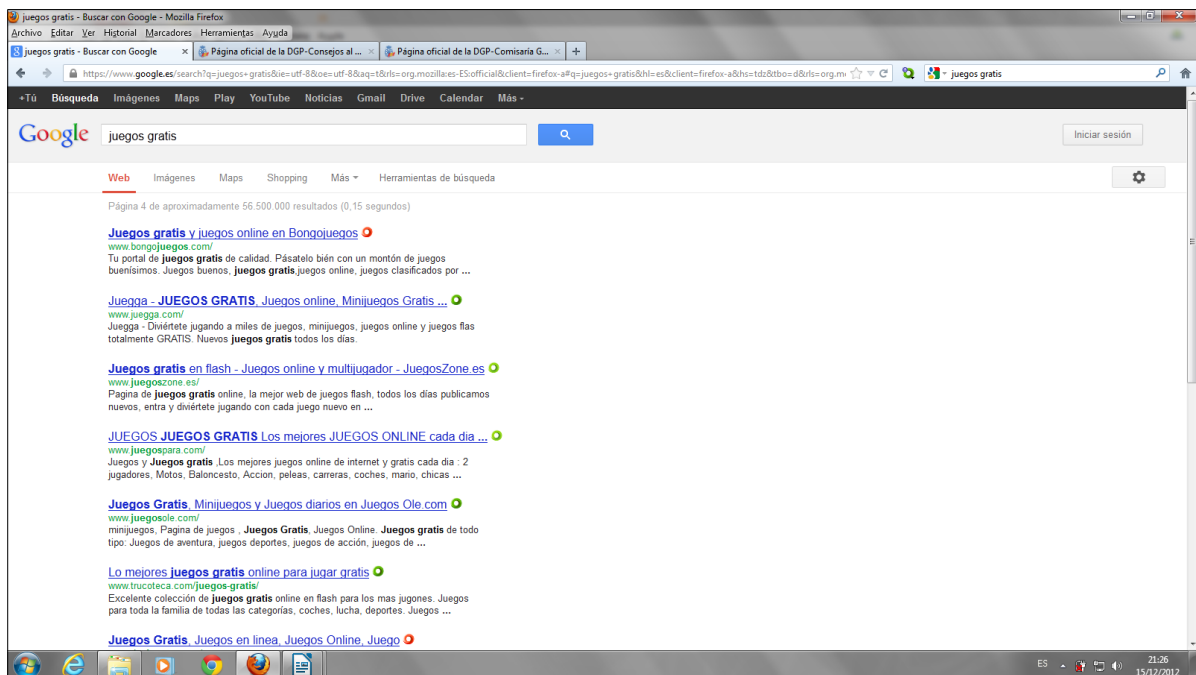 juegos gratis - Buscar con Google - Mozilla Firefox
Archivo Editar Ver Historial Marcadores Herramientas Ayuda
juegos gratis - Buscar con Google × Página oficial de la DGP-Consejos al ... × Página oficial de la DGP-Comisaría G... × +
https://www.google.es/search?q=juegos+gratis&ie=utf-8&oe=utf-8&aq=t&rls=org.mozilla:es-ES:official&client=firefox-a#q=juegos+gratis&hl=es&client=firefox-a&hs=tdz&tbo=d&rls=org.m juegos gratis
+Tú Búsqueda Imágenes Maps Play YouTube Noticias Gmail Drive Calendar Más
Google juegos gratis Iniciar sesión
Web Imágenes Maps Shopping Más Herramientas de búsqueda
Página 4 de aproximadamente 56.500.000 resultados (0,15 segundos)
Juegos gratis y juegos online en Bongojuegos
www.bongojuegos.com/
Tu portal de juegos gratis de calidad. Pásatelo bién con un montón de juegos
buenísimos. Juegos buenos, juegos gratis,juegos online, juegos clasificados por ...
Juegga - JUEGOS GRATIS, Juegos online, Minijuegos Gratis ...
www.juegga.com/
Juegga - Diviértete jugando a miles de juegos, minijuegos, juegos online y juegos flas
totalmente GRATIS. Nuevos juegos gratis todos los días.
Juegos gratis en flash - Juegos online y multijugador - JuegosZone.es
www.juegoszone.es/
Pagina de juegos gratis online, la mejor web de juegos flash, todos los días publicamos
nuevos, entra y diviértete jugando con cada juego nuevo en ...
JUEGOS JUEGOS GRATIS Los mejores JUEGOS ONLINE cada dia ...
www.juegospara.com/
Juegos y Juegos gratis ,Los mejores juegos online de internet y gratis cada dia : 2
jugadores, Motos, Baloncesto, Accion, peleas, carreras, coches, mario, chicas ...
Juegos Gratis, Minijuegos y Juegos diarios en Juegos Ole.com
www.juegosole.com/
minijuegos, Pagina de juegos , Juegos Gratis, Juegos Online. Juegos gratis de todo
tipo: Juegos de aventura, juegos deportes, juegos de acción, juegos de ...
Lo mejores juegos gratis online para jugar gratis
www.trucoteca.com/juegos-gratis/
Excelente colección de juegos gratis online en flash para los mas jugones. Juegos
para toda la familia de todas las categorías, coches, lucha, deportes. Juegos ...
Juegos Gratis, Juegos en linea, Juegos Online, Juego
ES 21:26
15/12/2012